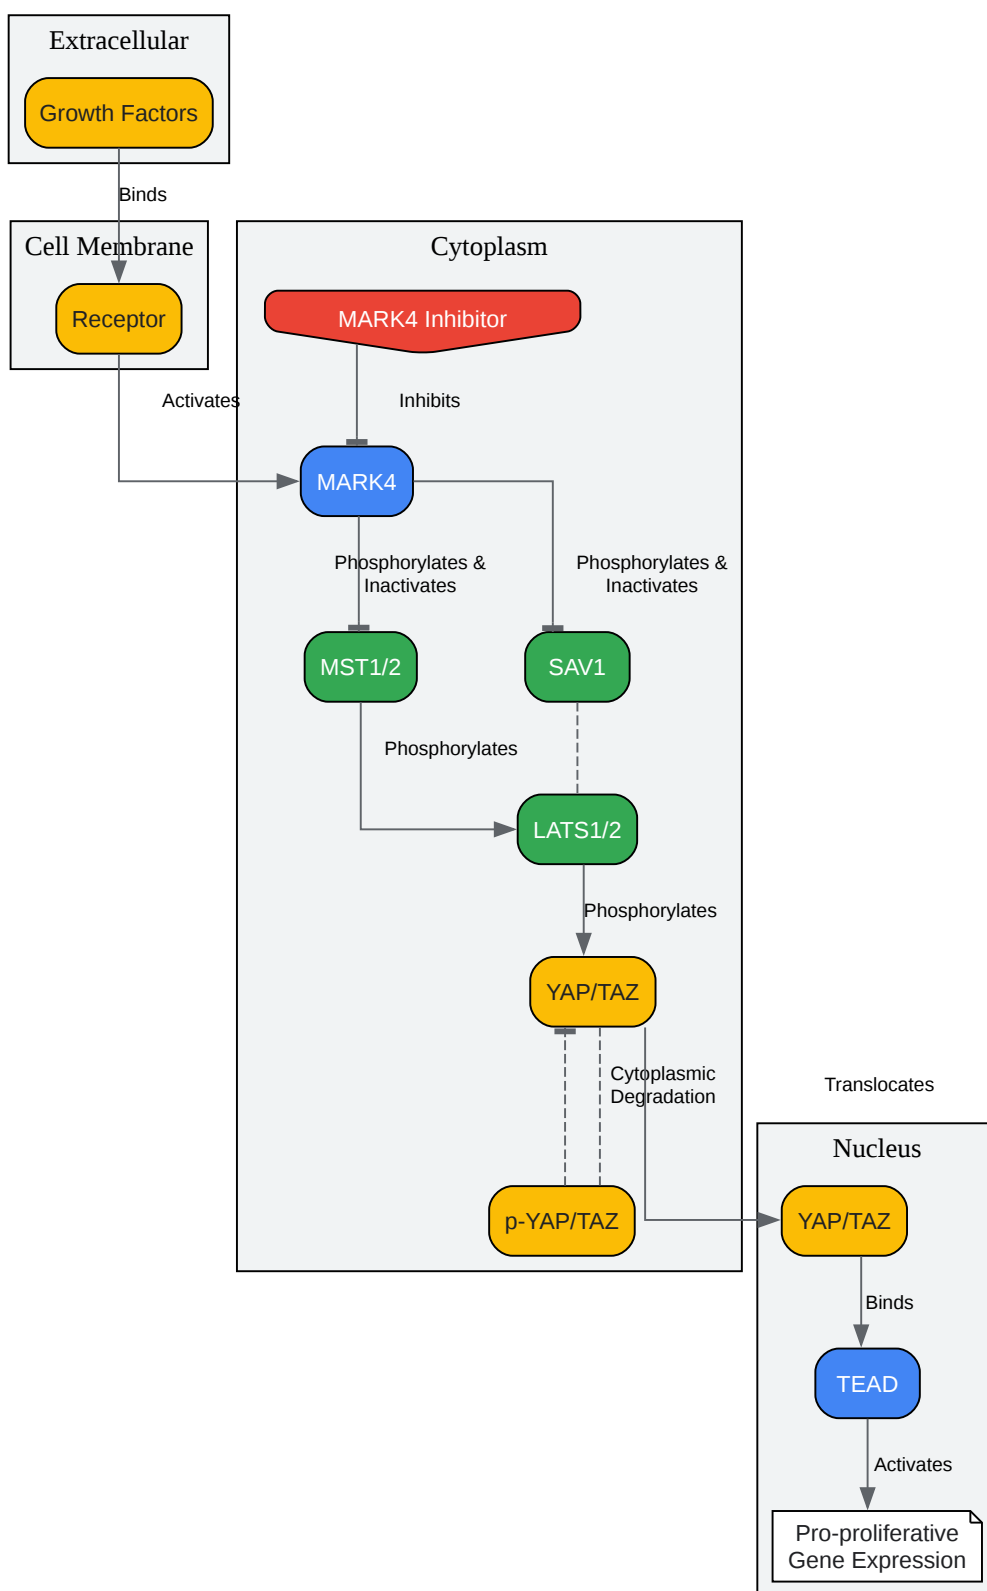 Extracellular
Growth Factors
Binds
Cell Membrane
Receptor
Activates
Cytoplasm
MARK4 Inhibitor
Inhibits
MARK4
Phosphorylates &
Inactivates
Phosphorylates &
Inactivates
MST1/2
SAV1
Phosphorylates
LATS1/2
Phosphorylates
YAP/TAZ
Cytoplasmic
Degradation
p-YAP/TAZ
Translocates
Nucleus
YAP/TAZ
Binds
TEAD
Activates
Pro-proliferative
Gene Expression